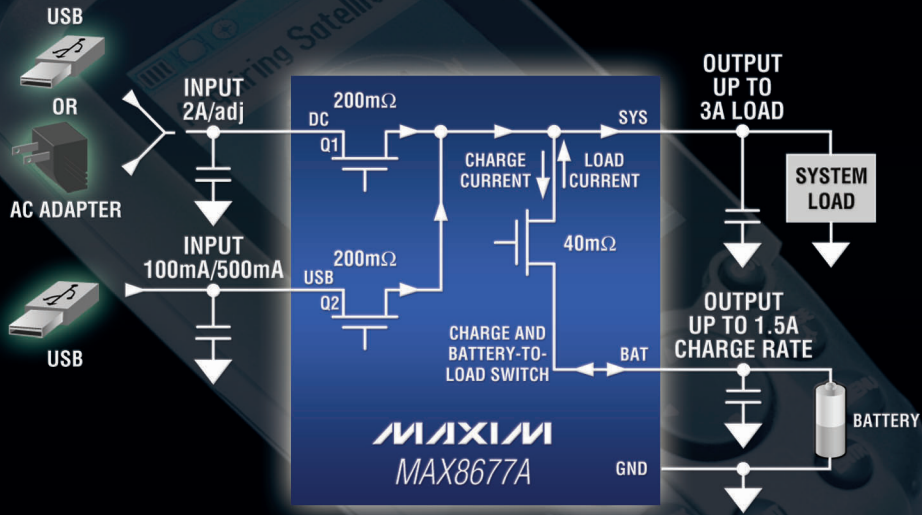 USB
OR
AC ADAPTER
INPUT
2A/adj
INPUT
100mA/500mA
USB
200mΩ
DC
Q1
200mΩ
USB
Q2
CHARGE
CURRENT
LOAD
CURRENT
40mΩ
CHARGE AND
BATTERY-TO-
LOAD SWITCH
SYS
BAT
GND
MAXIM
MAX8677A
OUTPUT
UP TO
3A LOAD
SYSTEM
LOAD
OUTPUT
UP TO 1.5A
CHARGE RATE
BATTERY